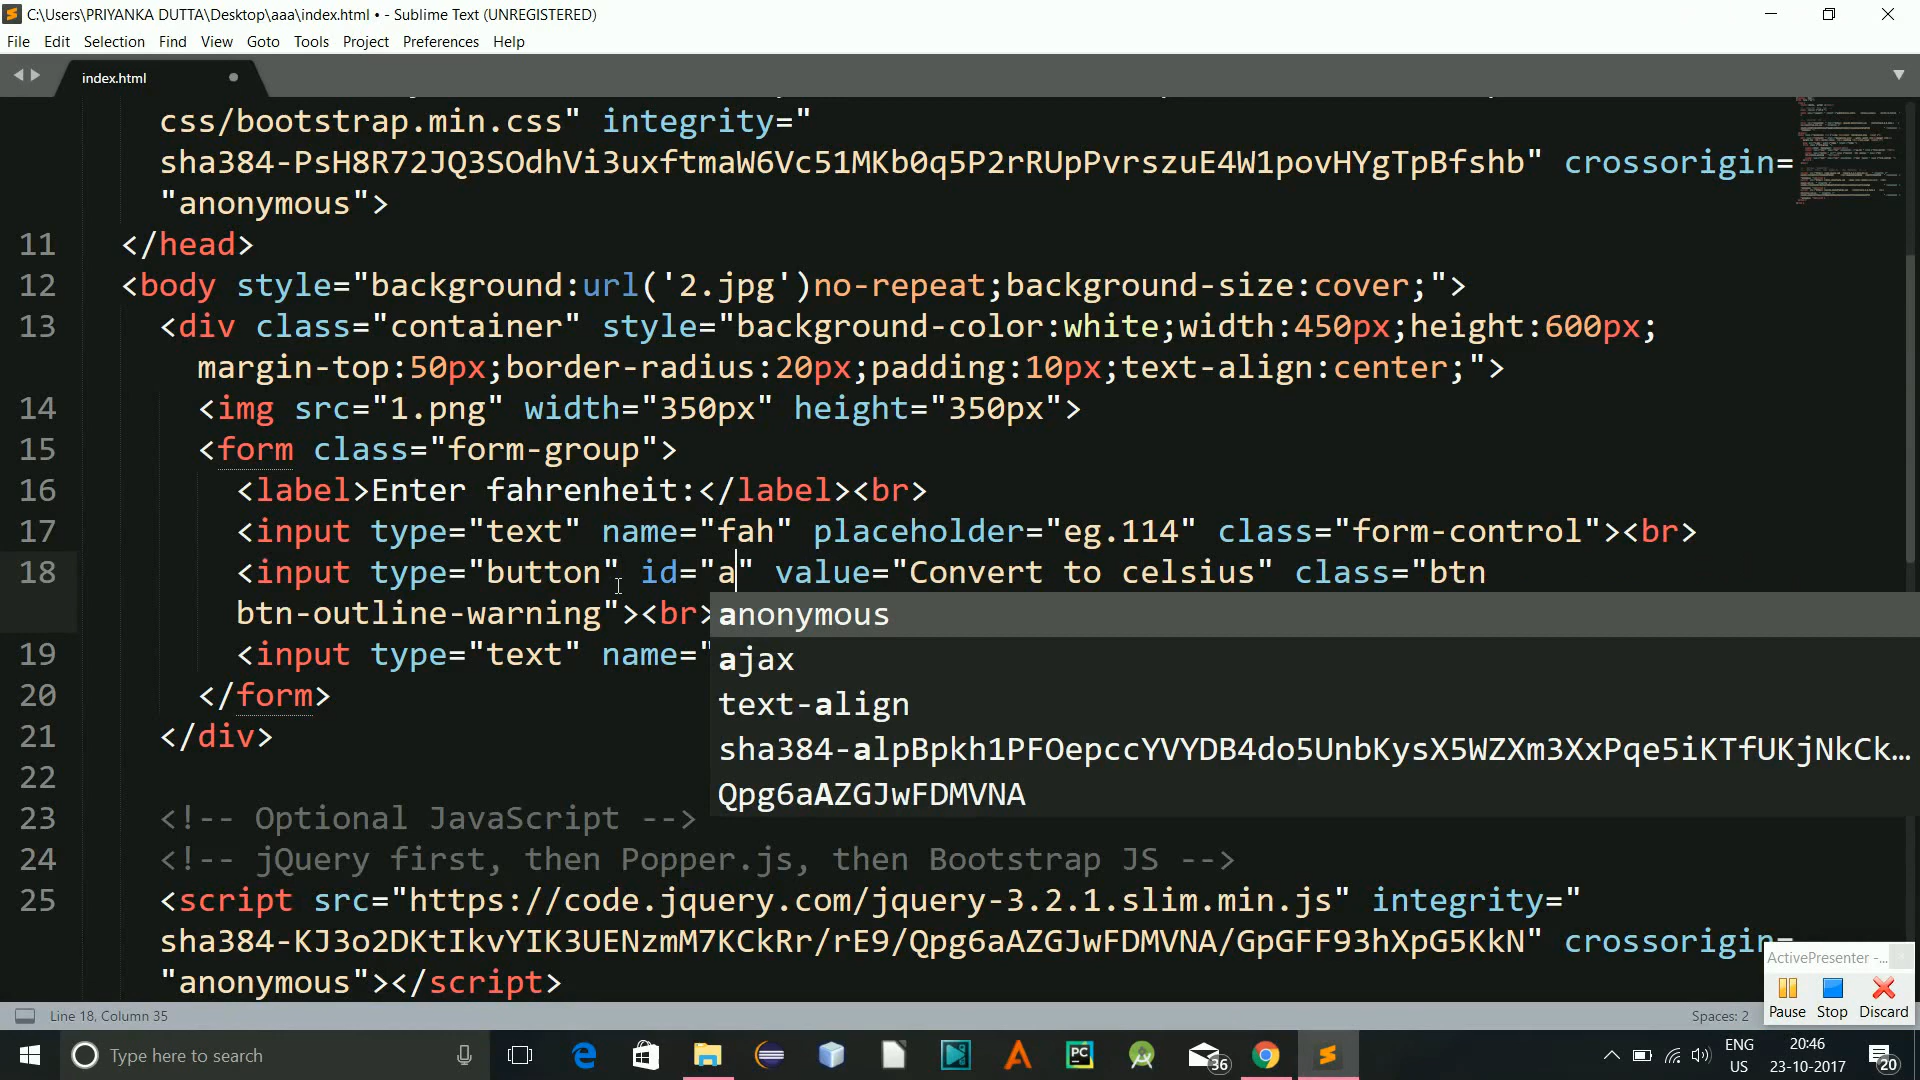 C:\Users\PRIYANKA DUTTA\Desktop\aaa\index.html • - Sublime Text (UNREGISTERED)
File Edit Selection Find View Goto Tools Project Preferences Help
index.html
css/bootstrap.min.css" integrity="
sha384-PsH8R72JQ3SOdhVi3uxftmaW6Vc51MKb0q5P2rRUpPvrszuE4W1povHYgTpBfshb" crossorigin=
"anonymous">
11 </head>
12 <body style="background:url('2.jpg')no-repeat;background-size:cover;">
13 <div class="container" style="background-color:white;width:450px;height:600px;
margin-top:50px;border-radius:20px;padding:10px;text-align:center;">
14 <img src="1.png" width="350px" height="350px">
15 <form class="form-group">
16 <label>Enter fahrenheit:</label><br>
17 <input type="text" name="fah" placeholder="eg.114" class="form-control"><br>
18 <input type="button" id="a" value="Convert to celsius" class="btn
btn-outline-warning"><br>
anonymous
19 <input type="text" name="
ajax
20 </form>
text-align
21 </div>
sha384-alpBpkh1PFOepccYVYDB4do5UnbKysX5WZXm3XxPqe5iKTfUKjNkCk…
22
Qpg6aAZGJwFDMVNA
23 <!-- Optional JavaScript -->
24 <!-- jQuery first, then Popper.js, then Bootstrap JS -->
25 <script src="https://code.jquery.com/jquery-3.2.1.slim.min.js" integrity="
sha384-KJ3o2DKtIkvYIK3UENzmM7KCkRr/rE9/Qpg6aAZGJwFDMVNA/GpGFF93hXpG5KkN" crossorigin=
"anonymous"></script>
ActivePresenter -...
Pause Stop Discard
Line 18, Column 35
Spaces: 2
Type here to search
PC
36
ENG
US
20:46
23-10-2017
20